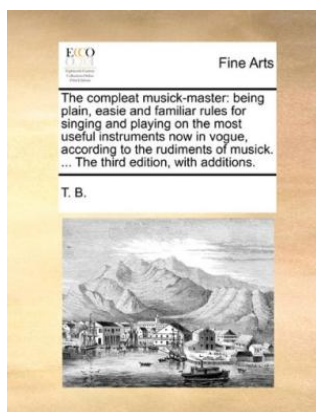 ECCO
Fine Arts
The compleat musick-master: being
plain, easie and familiar rules for
singing and playing on the most
useful instruments now in vogue,
according to the rudiments of musick.
... The third edition, with additions.
T. B.